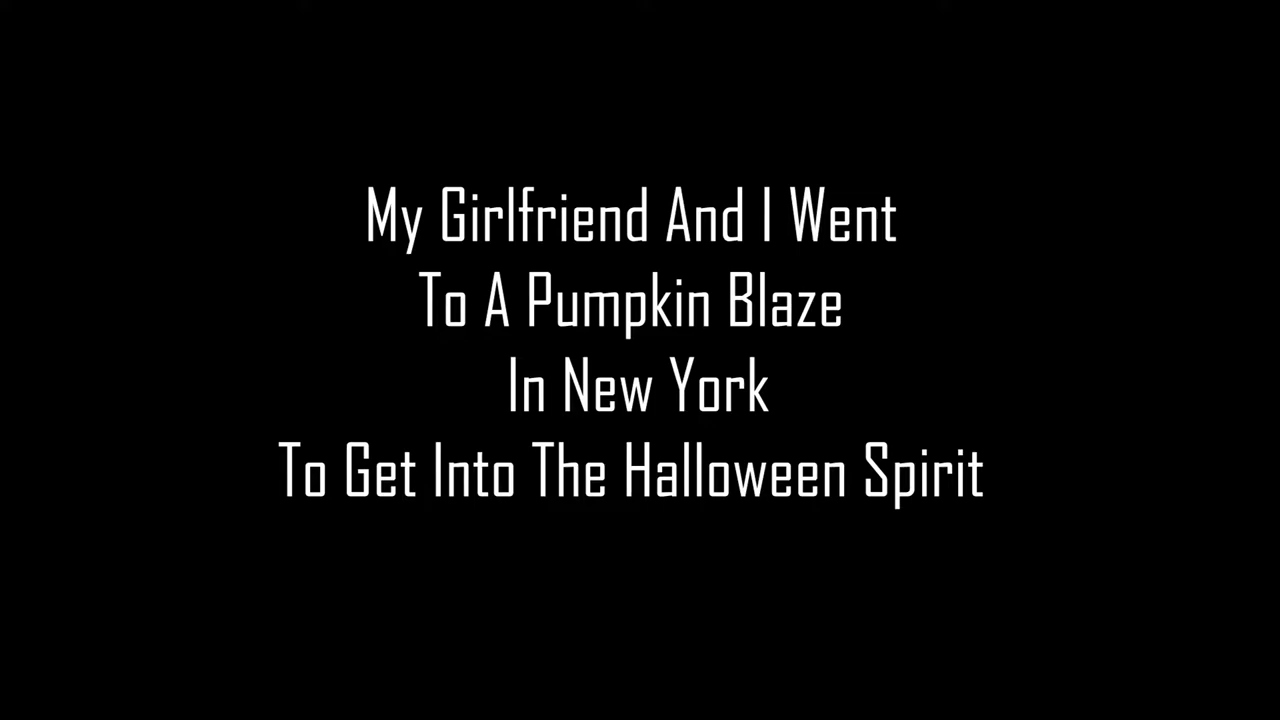 My Girlfriend And I Went
To A Pumpkin Blaze
In New York
To Get Into The Halloween Spirit